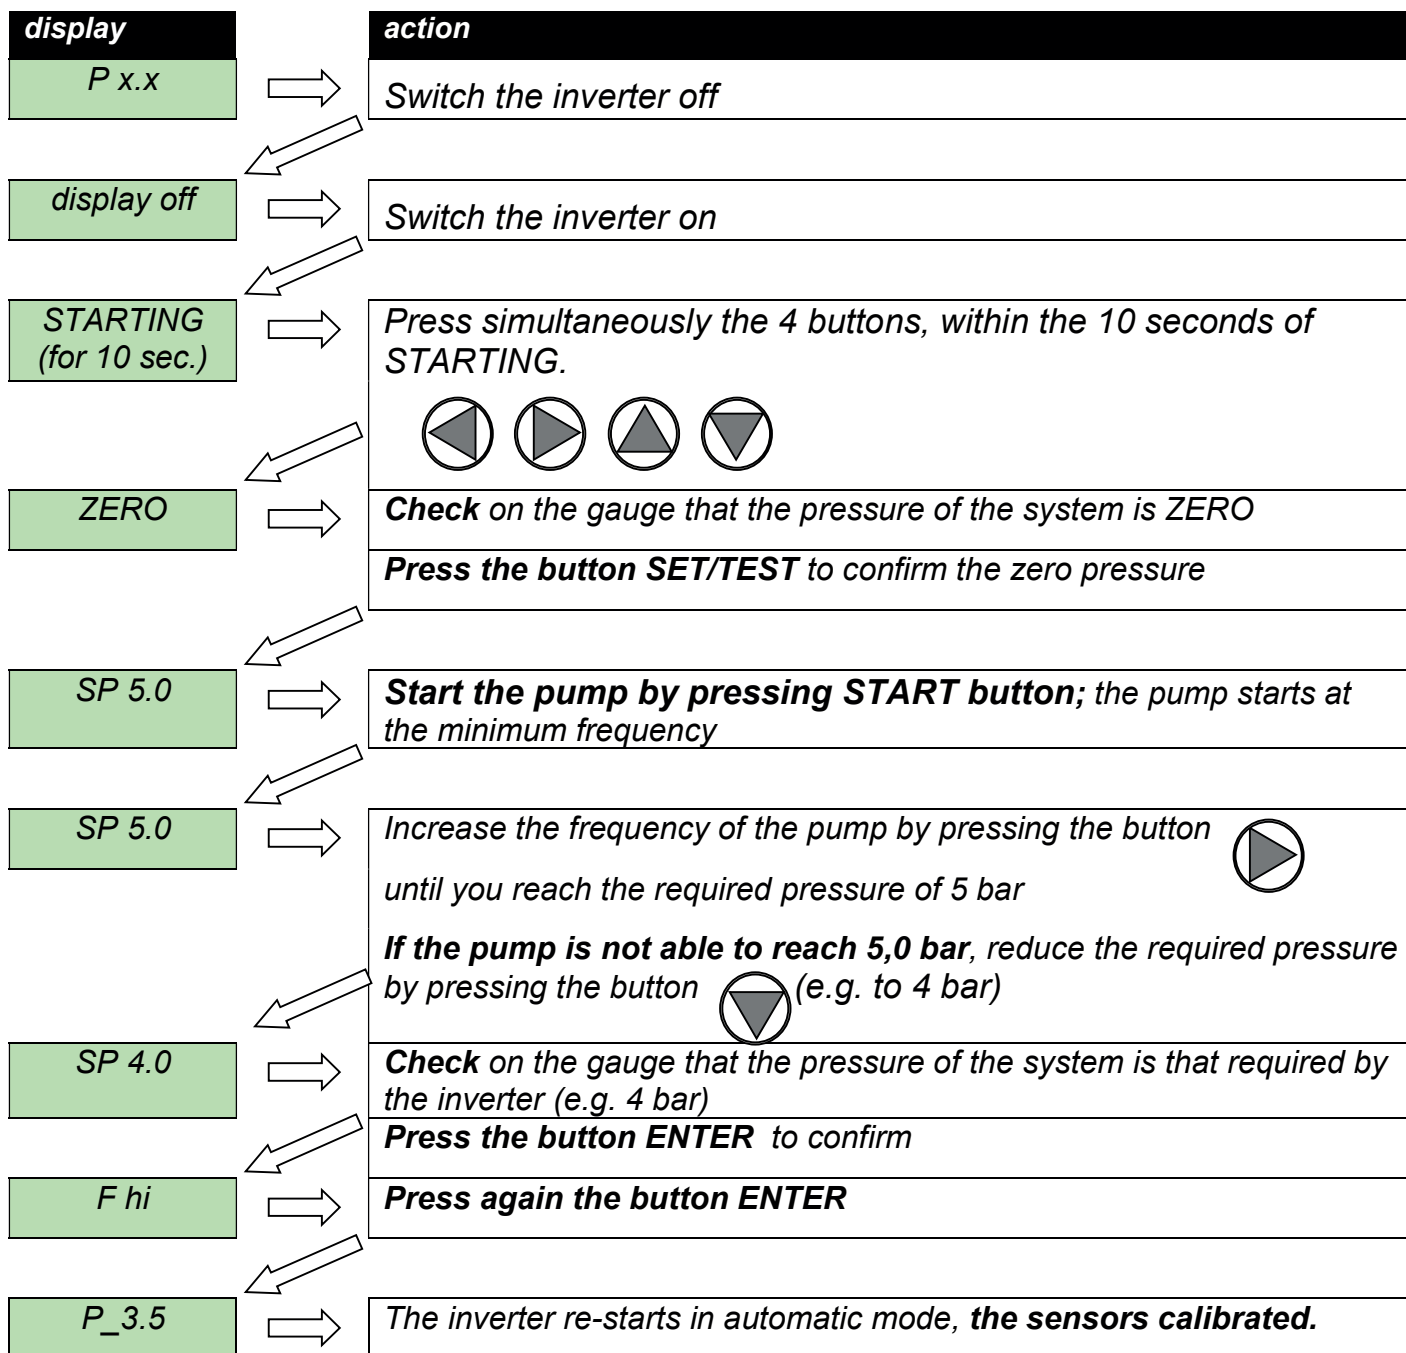 display action
P x.x Switch the inverter off
display off Switch the inverter on
STARTING
(for 10 sec.)
Press simultaneously the 4 buttons, within the 10 seconds of
STARTING.
ZERO
Check on the gauge that the pressure of the system is ZERO
Press the button SET/TEST to confirm the zero pressure
SP 5.0
Start the pump by pressing START button; the pump starts at
the minimum frequency
SP 5.0
Increase the frequency of the pump by pressing the button
until you reach the required pressure of 5 bar
If the pump is not able to reach 5,0 bar, reduce the required pressure
by pressing the button (e.g. to 4 bar)
SP 4.0
Check on the gauge that the pressure of the system is that required by
the inverter (e.g. 4 bar)
Press the button ENTER to confirm
F hi
Press again the button ENTER
P_3.5
The inverter re-starts in automatic mode, the sensors calibrated.